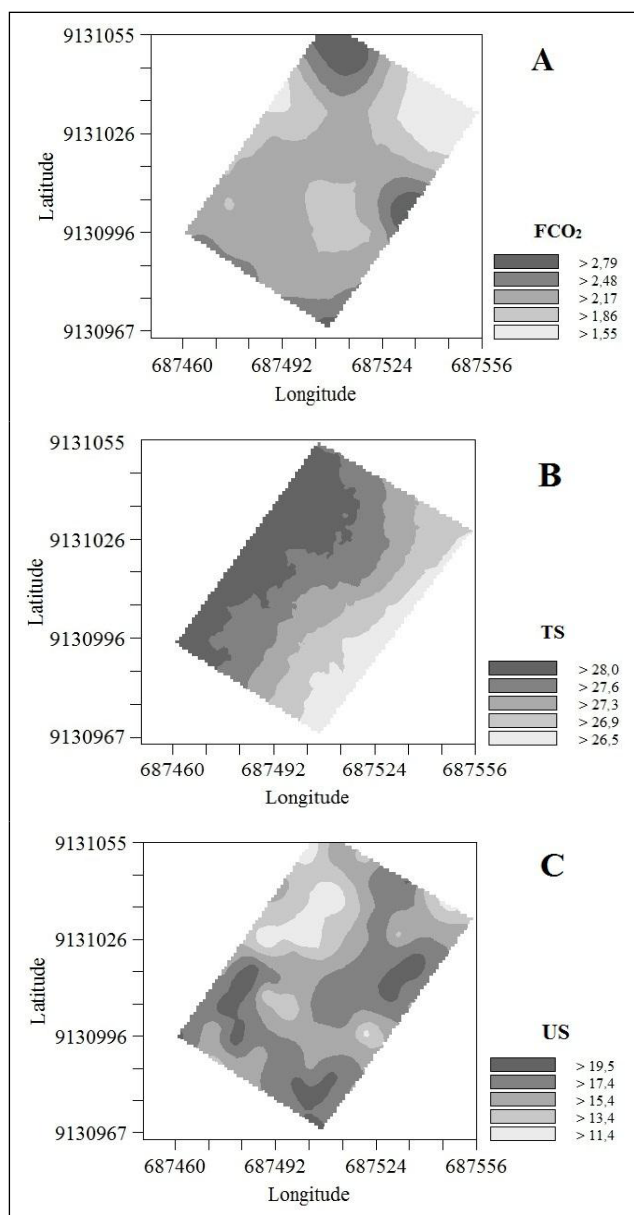 9131055
A
9131026
Latitude
9130996
FCO₂
> 2,79
> 2,48
> 2,17
> 1,86
> 1,55
9130967
687460 687492 687524 687556
Longitude
9131055
B
9131026
Latitude
9130996
TS
> 28,0
> 27,6
> 27,3
> 26,9
> 26,5
9130967
687460 687492 687524 687556
Longitude
9131055
C
9131026
Latitude
9130996
US
> 19,5
> 17,4
> 15,4
> 13,4
> 11,4
9130967
687460 687492 687524 687556
Longitude